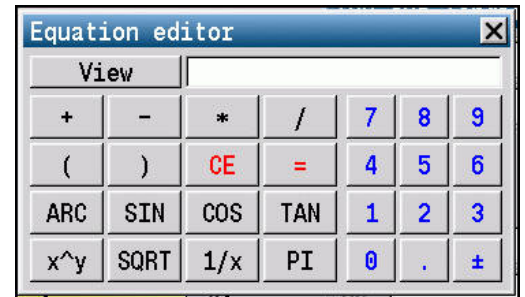 Equation editor
View
+ - * / 7 8 9
( ) CE = 4 5 6
ARC SIN COS TAN 1 2 3
x^y SQRT 1/x PI 0 . ±